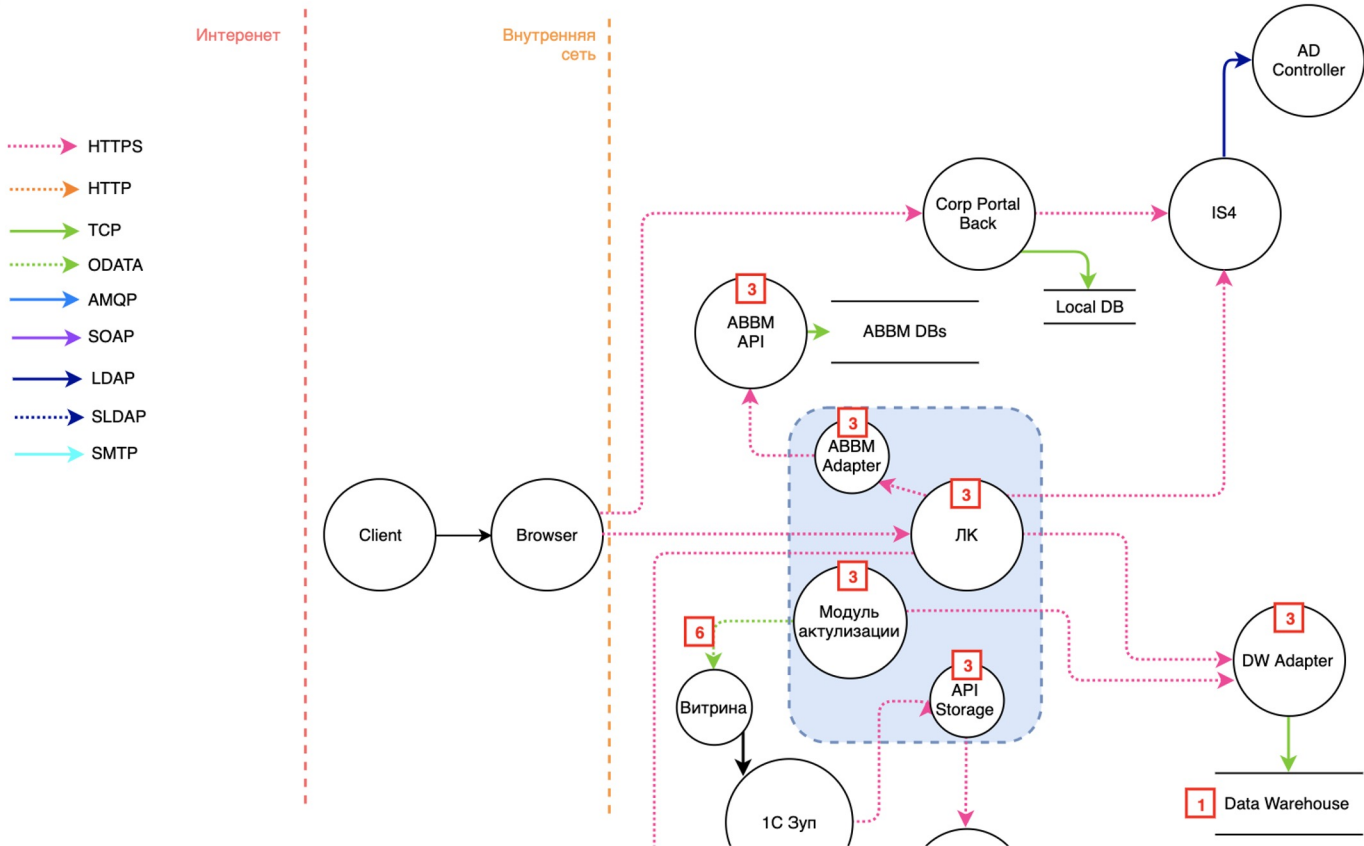 Интеренет
Внутренняя
сеть
AD
Controller
HTTPS
HTTP
TCP
ODATA
AMQP
SOAP
LDAP
SLDAP
SMTP
Corp Portal
Back
IS4
Local DB
3
ABBM
API
ABBM DBs
3
ABBM
Adapter
3
ЛК
Client
Browser
3
Модуль
актулизации
6
Витрина
3
API
Storage
3
DW Adapter
1С Зуп
1
Data Warehouse